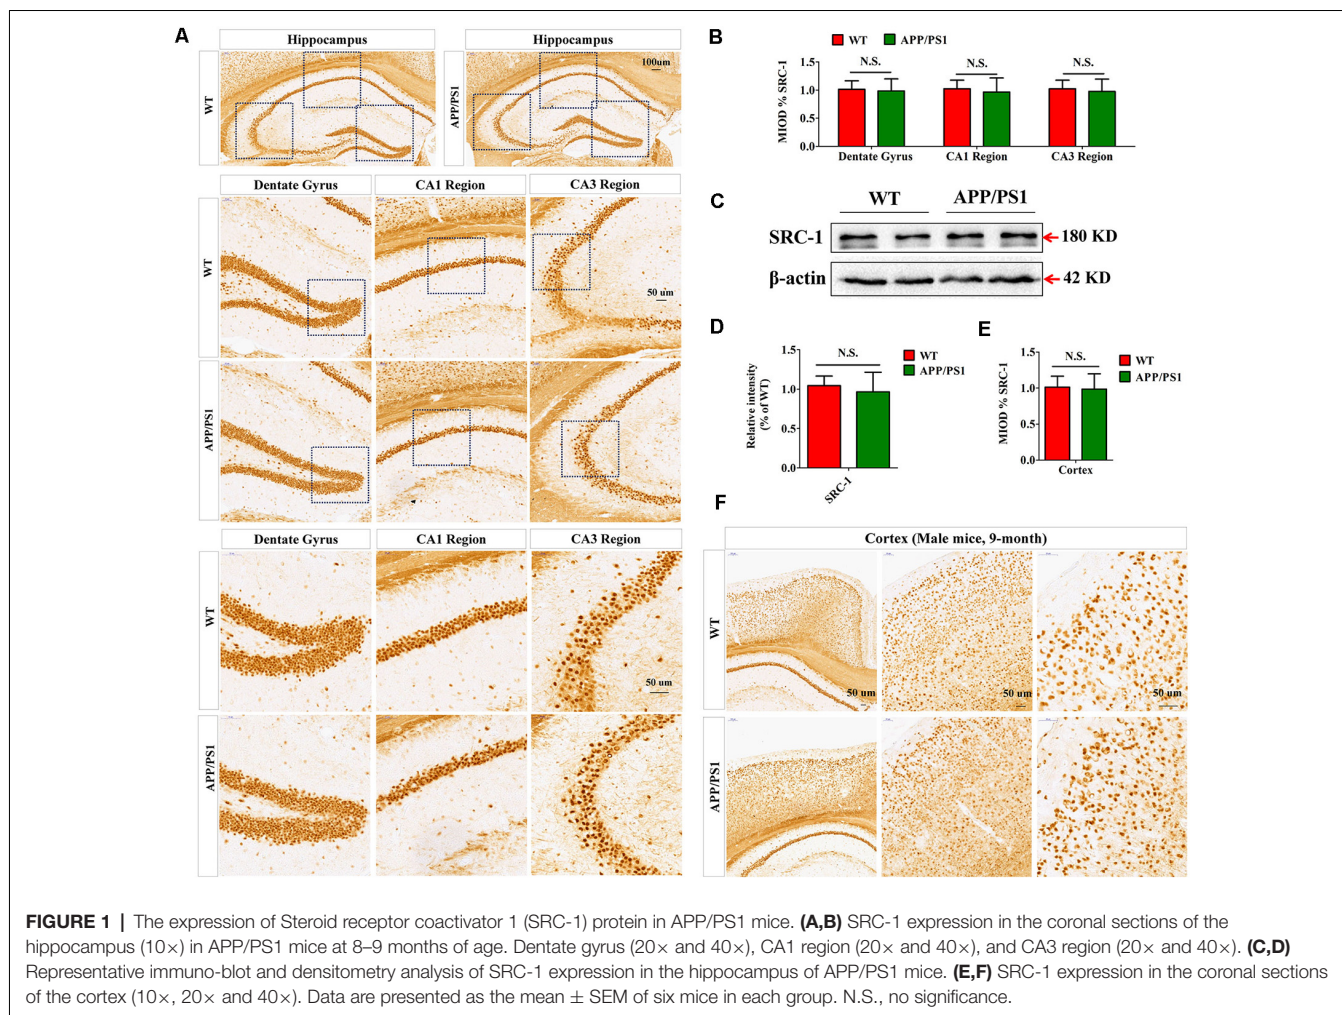 A
Hippocampus
Hippocampus
WT
APP/PS1
100um
Dentate Gyrus
CA1 Region
CA3 Region
WT
50 um
APP/PS1
Dentate Gyrus
CA1 Region
CA3 Region
WT
50 um
APP/PS1
B
WT
APP/PS1
MIOD % SRC-1
1.5
1.0
0.5
0.0
N.S.
N.S.
N.S.
Dentate Gyrus
CA1 Region
CA3 Region
C
WT
APP/PS1
SRC-1
180 KD
β-actin
42 KD
D
Relative intensity
(% of WT)
1.5
1.0
0.5
0.0
N.S.
WT
APP/PS1
SRC-1
E
MIOD % SRC-1
1.5
1.0
0.5
0.0
N.S.
WT
APP/PS1
Cortex
F
Cortex (Male mice, 9-month)
WT
50 um
50 um
50 um
APP/PS1
FIGURE 1 | The expression of Steroid receptor coactivator 1 (SRC-1) protein in APP/PS1 mice. (A,B) SRC-1 expression in the coronal sections of the
hippocampus (10×) in APP/PS1 mice at 8–9 months of age. Dentate gyrus (20× and 40×), CA1 region (20× and 40×), and CA3 region (20× and 40×). (C,D)
Representative immuno-blot and densitometry analysis of SRC-1 expression in the hippocampus of APP/PS1 mice. (E,F) SRC-1 expression in the coronal sections
of the cortex (10×, 20× and 40×). Data are presented as the mean ± SEM of six mice in each group. N.S., no significance.